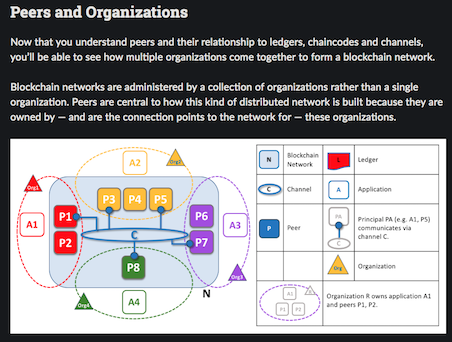 Peers and Organizations
Now that you understand peers and their relationship to ledgers, chaincodes and channels,
you'll be able to see how multiple organizations come together to form a blockchain network.
Blockchain networks are administered by a collection of organizations rather than a single
organization. Peers are central to how this kind of distributed network is built because they are
owned by — and are the connection points to the network for — these organizations.
Org1
A1
P1
P2
A2
Org2
P3
P4
P5
P6
P7
A3
Org3
C
P8
A4
Org4
N
N
Blockchain
Network
L
Ledger
C
Channel
A
Application
P
Peer
PA
C
Principal PA (e.g. A1, P5)
communicates via
channel C.
Org
Organization
A1
R
P1
P2
Organization R owns application A1
and peers P1, P2.